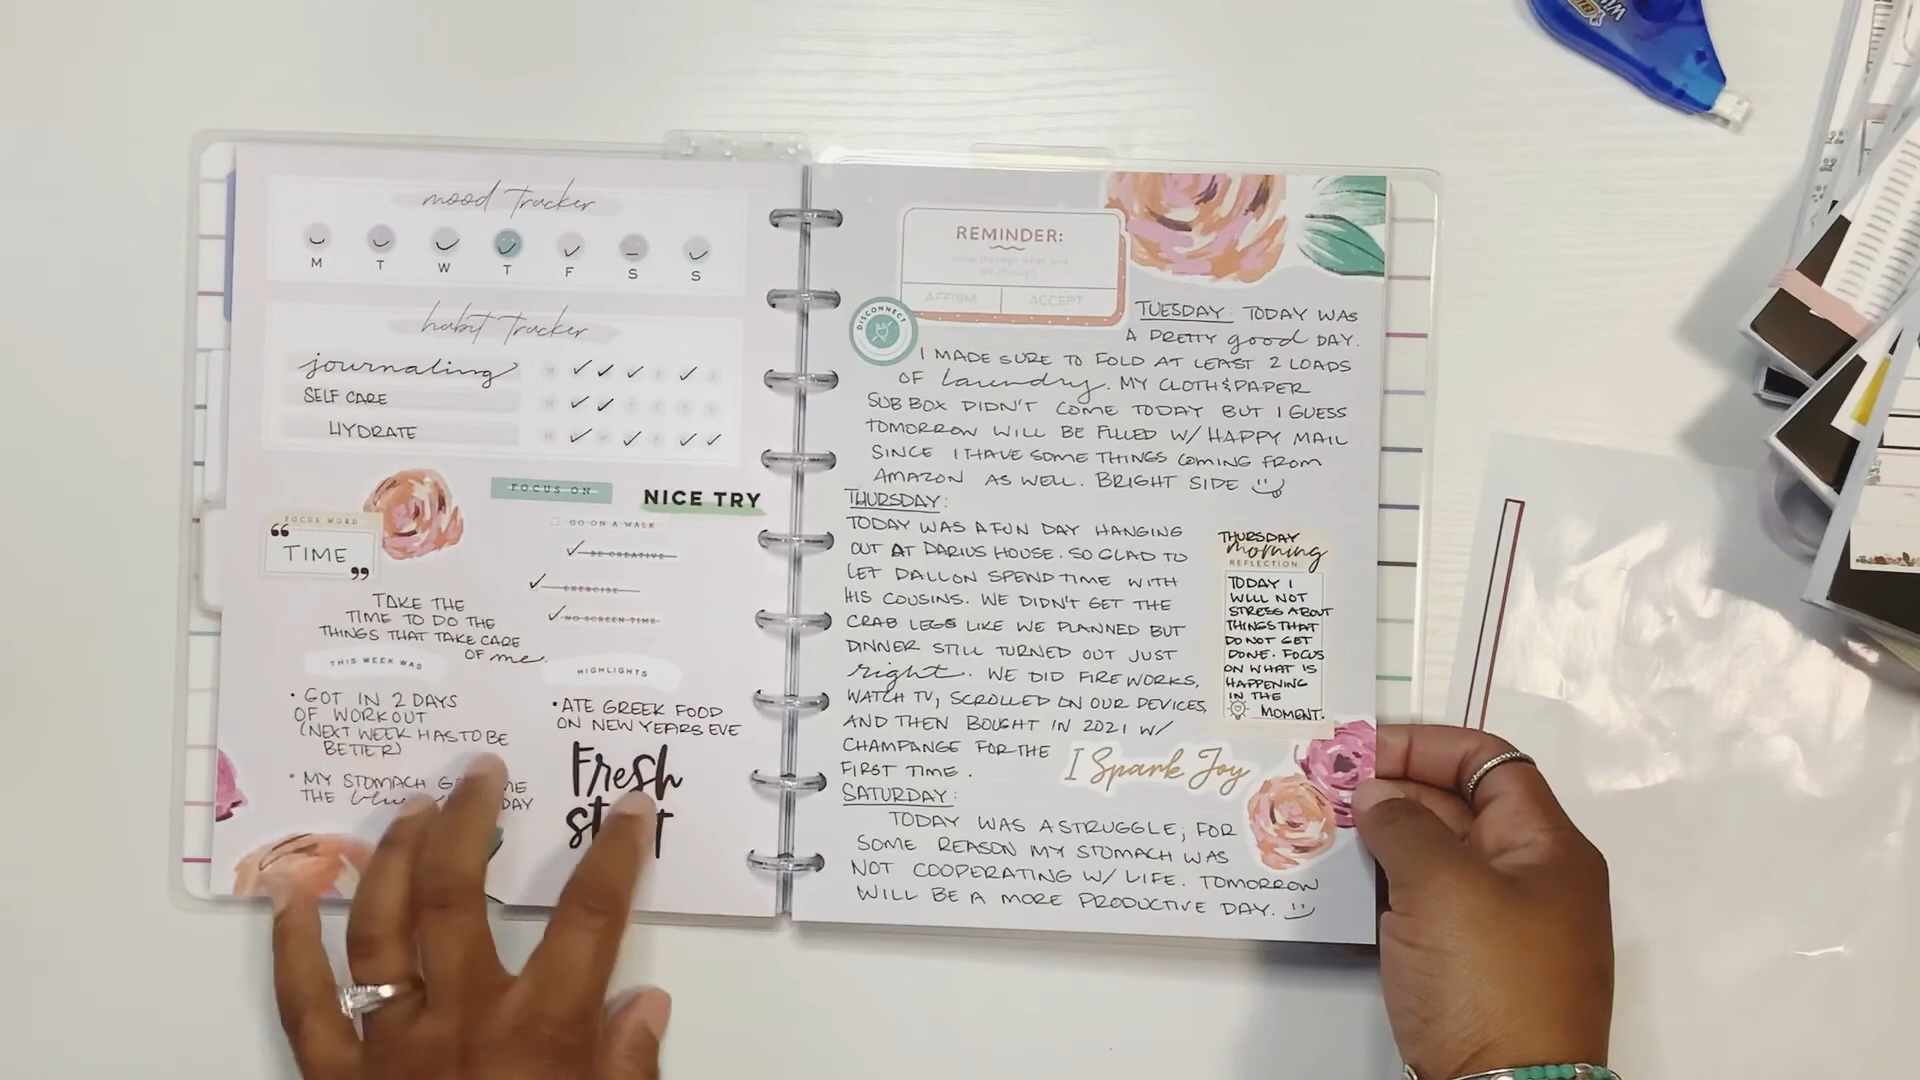 mood tracker
M T W T F S S
habit tracker
journaling
SELF CARE
HYDRATE
FOCUS ON
NICE TRY
GO ON A WALK
BE CREATIVE
EXERCISE
NO SCREEN TIME
FOCUS WORD
"TIME"
TAKE THE
TIME TO DO THE
THINGS THAT TAKE CARE
OF me.
THIS WEEK WAS
• GOT IN 2 DAYS
OF WORKOUT
(NEXT WEEK HAS TO BE
BETTER)
• MY STOMACH ME
THE DAY
HIGHLIGHTS
• ATE GREEK FOOD
ON NEW YEARS EVE
Fresh
REMINDER:
AFFIRM ACCEPT
DISCONNECT
TUESDAY: TODAY WAS
A PRETTY good DAY.
I MADE SURE TO FOLD AT LEAST 2 LOADS
OF laundry. MY CLOTH & PAPER
SUB BOX DIDN'T COME TODAY BUT I GUESS
TOMORROW WILL BE FILLED W/ HAPPY MAIL
SINCE I HAVE SOME THINGS COMING FROM
AMAZON AS WELL. BRIGHT SIDE
THURSDAY:
TODAY WAS A FUN DAY HANGING
OUT AT DARIUS HOUSE. SO GLAD TO
LET DALLON SPEND TIME WITH
HIS COUSINS. WE DIDN'T GET THE
CRAB LEGS LIKE WE PLANNED BUT
DINNER STILL TURNED OUT JUST
right. WE DID FIREWORKS,
WATCH TV, SCROLLED ON OUR DEVICES,
AND THEN BOUGHT IN 2021 W/
CHAMPANGE FOR THE
FIRST TIME.
THURSDAY
morning
REFLECTION
TODAY I
WILL NOT
STRESS ABOUT
THINGS THAT
DO NOT GET
DONE. FOCUS
ON WHAT IS
HAPPENING
IN THE
MOMENT.
I Spark Joy
SATURDAY:
TODAY WAS A STRUGGLE, FOR
SOME REASON MY STOMACH WAS
NOT COOPERATING W/ LIFE. TOMORROW
WILL BE A MORE PRODUCTIVE DAY.